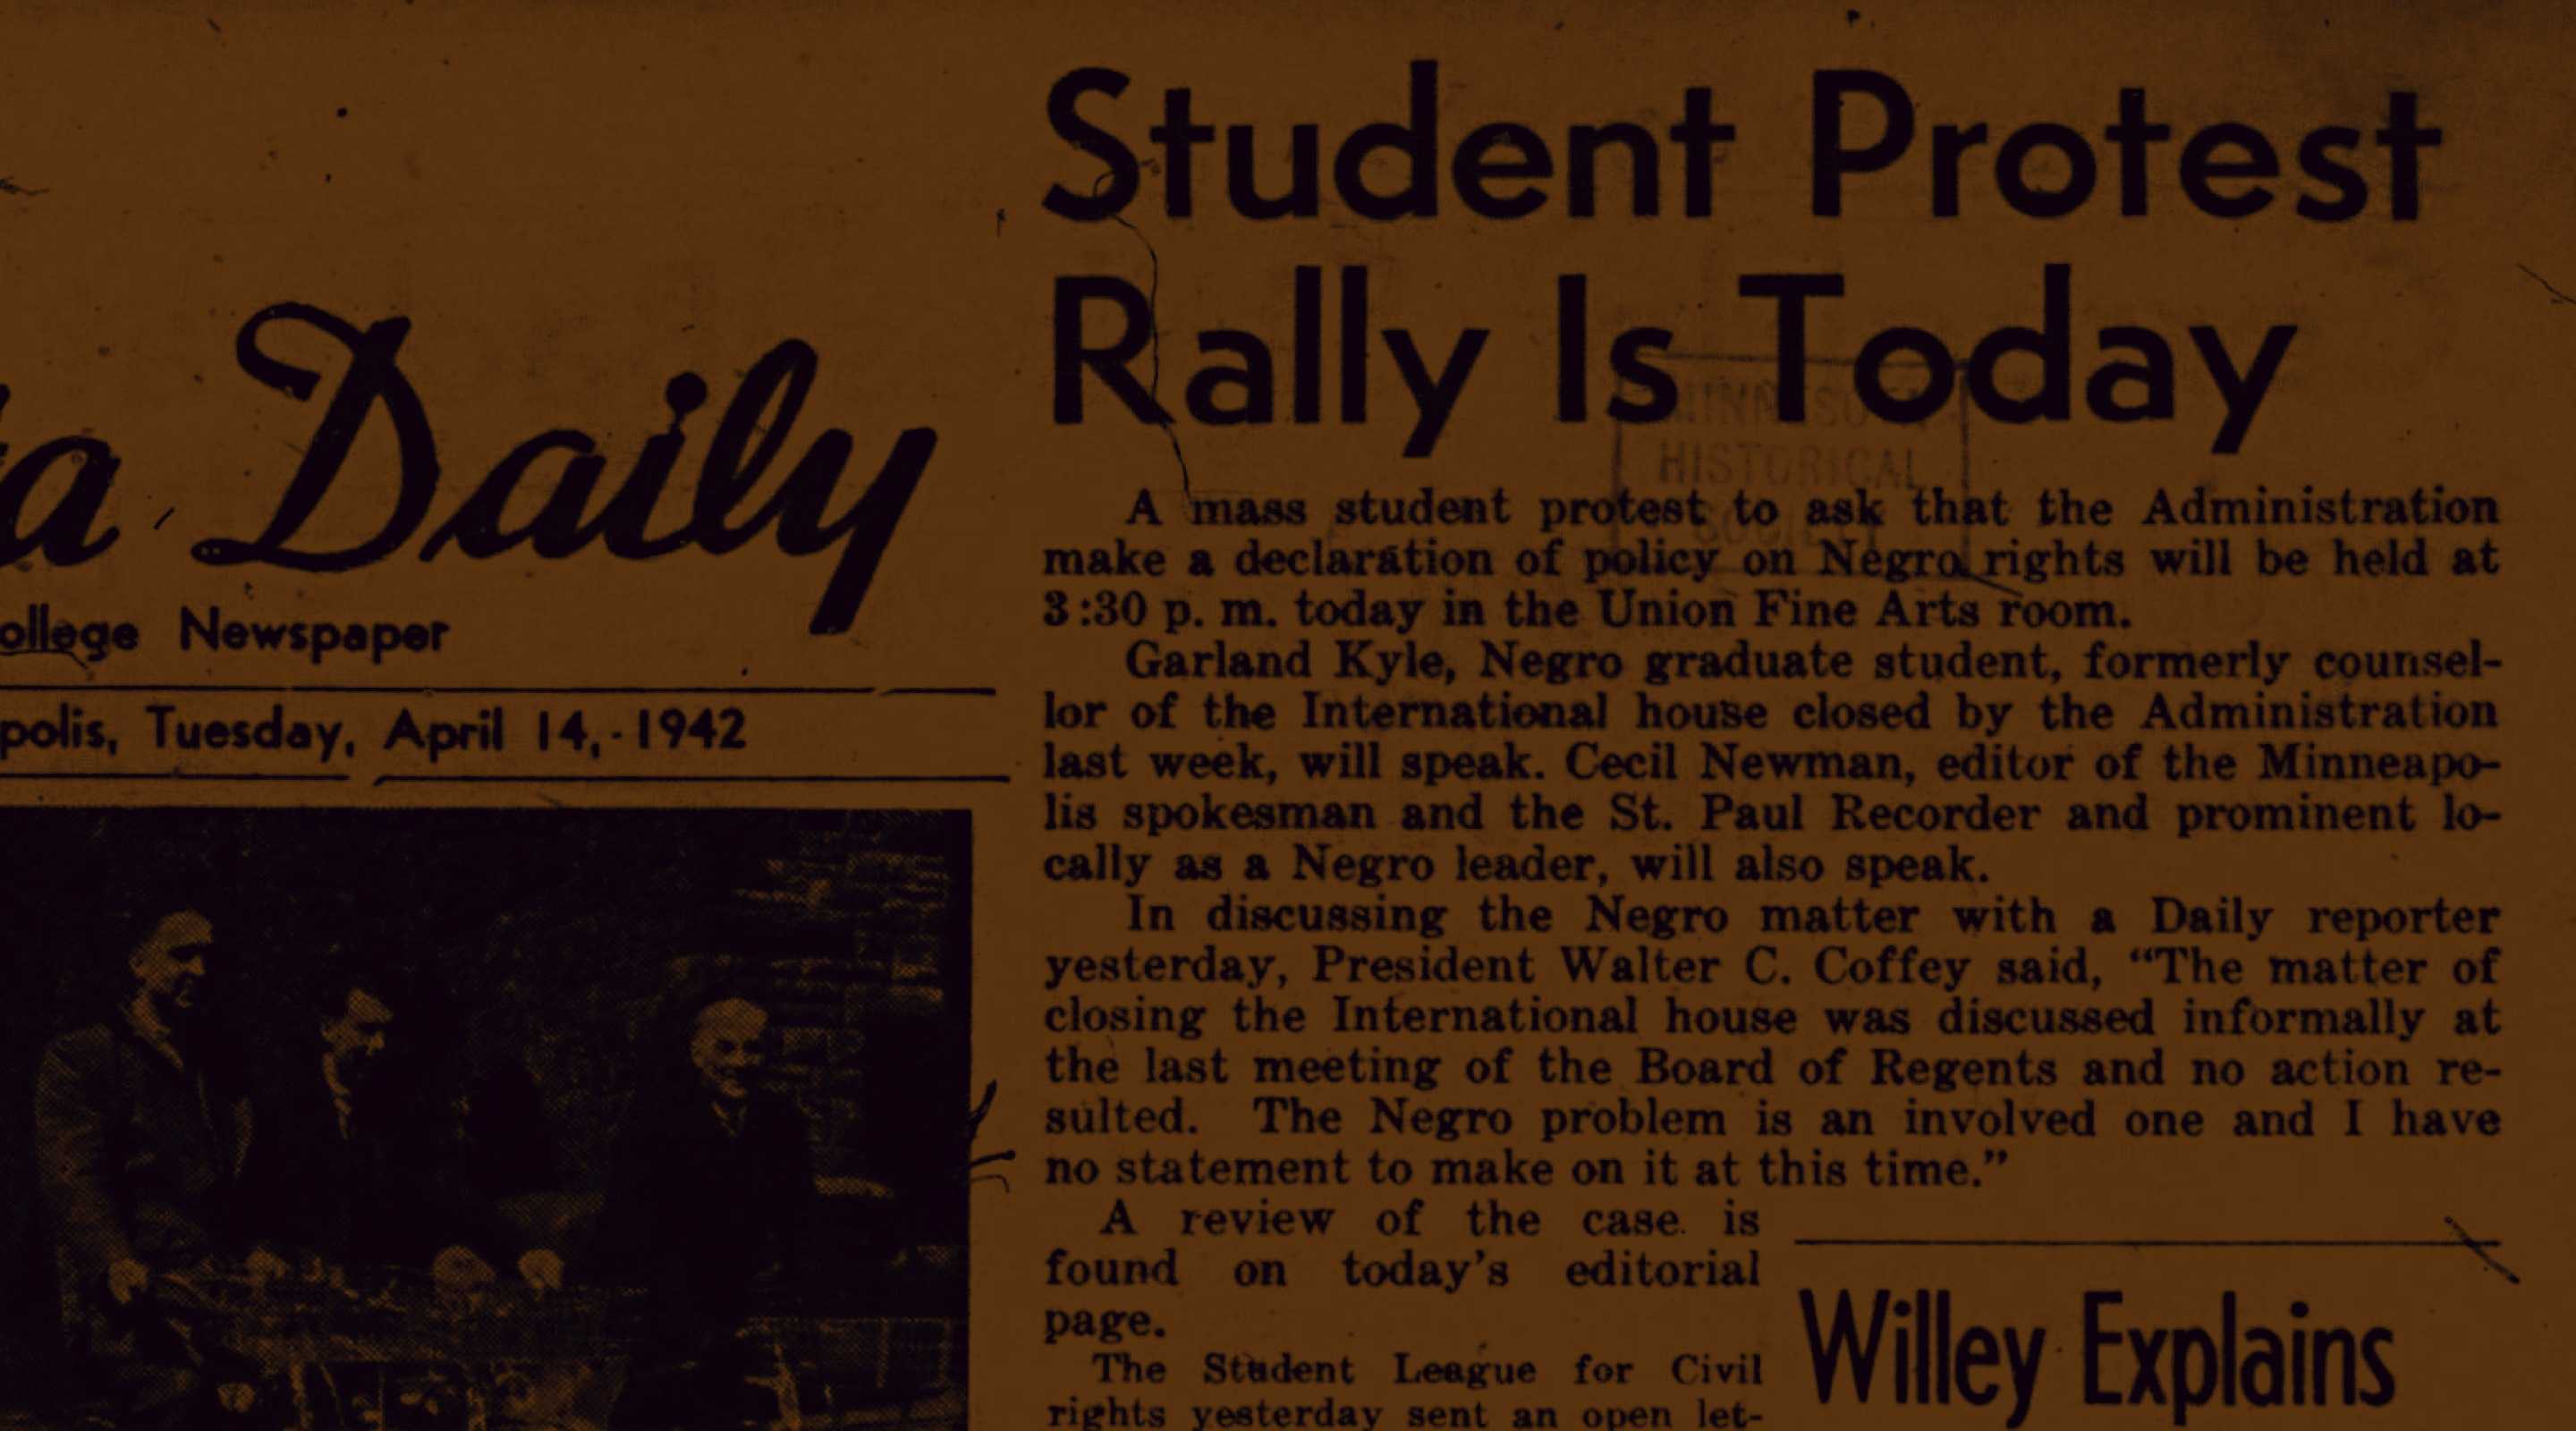 a Daily
ollege Newspaper
polis, Tuesday, April 14, 1942
Student Protest
Rally Is Today
MINNESOTA
HISTORICAL
SOCIETY
A mass student protest to ask that the Administration
make a declaration of policy on Negro rights will be held at
3:30 p. m. today in the Union Fine Arts room.
Garland Kyle, Negro graduate student, formerly counsel-
lor of the International house closed by the Administration
last week, will speak. Cecil Newman, editor of the Minneapo-
lis spokesman and the St. Paul Recorder and prominent lo-
cally as a Negro leader, will also speak.
In discussing the Negro matter with a Daily reporter
yesterday, President Walter C. Coffey said, “The matter of
closing the International house was discussed informally at
the last meeting of the Board of Regents and no action re-
sulted. The Negro problem is an involved one and I have
no statement to make on it at this time.”
A review of the case is
found on today's editorial
page.
The Student League for Civil
rights yesterday sent an open let-
Willey Explains